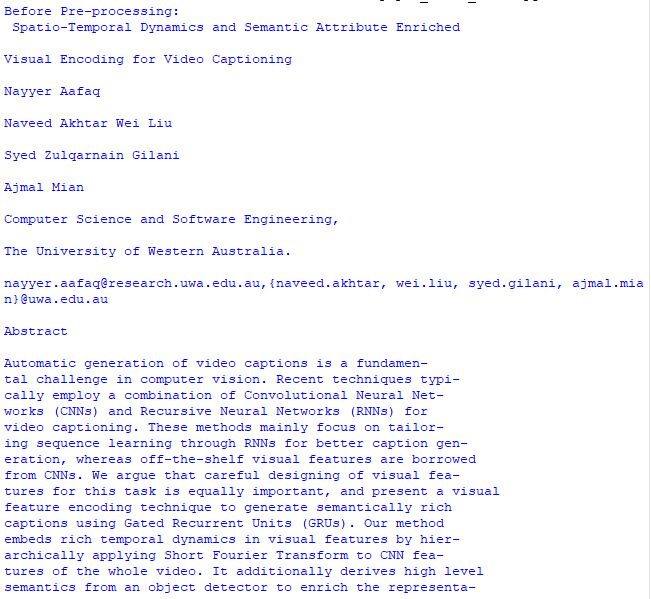 Before Pre-processing:
Spatio-Temporal Dynamics and Semantic Attribute Enriched
Visual Encoding for Video Captioning
Nayyer Aafaq
Naveed Akhtar Wei Liu
Syed Zulqarnain Gilani
Ajmal Mian
Computer Science and Software Engineering,
The University of Western Australia.
nayyer.aafaq@research.uwa.edu.au,{naveed.akhtar, wei.liu, syed.gilani, ajmal.mia
n}@uwa.edu.au
Abstract
Automatic generation of video captions is a fundamen-
tal challenge in computer vision. Recent techniques typi-
cally employ a combination of Convolutional Neural Net-
works (CNNs) and Recursive Neural Networks (RNNs) for
video captioning. These methods mainly focus on tailor-
ing sequence learning through RNNs for better caption gen-
eration, whereas off-the-shelf visual features are borrowed
from CNNs. We argue that careful designing of visual fea-
tures for this task is equally important, and present a visual
feature encoding technique to generate semantically rich
captions using Gated Recurrent Units (GRUs). Our method
embeds rich temporal dynamics in visual features by hier-
archically applying Short Fourier Transform to CNN fea-
tures of the whole video. It additionally derives high level
semantics from an object detector to enrich the representa-